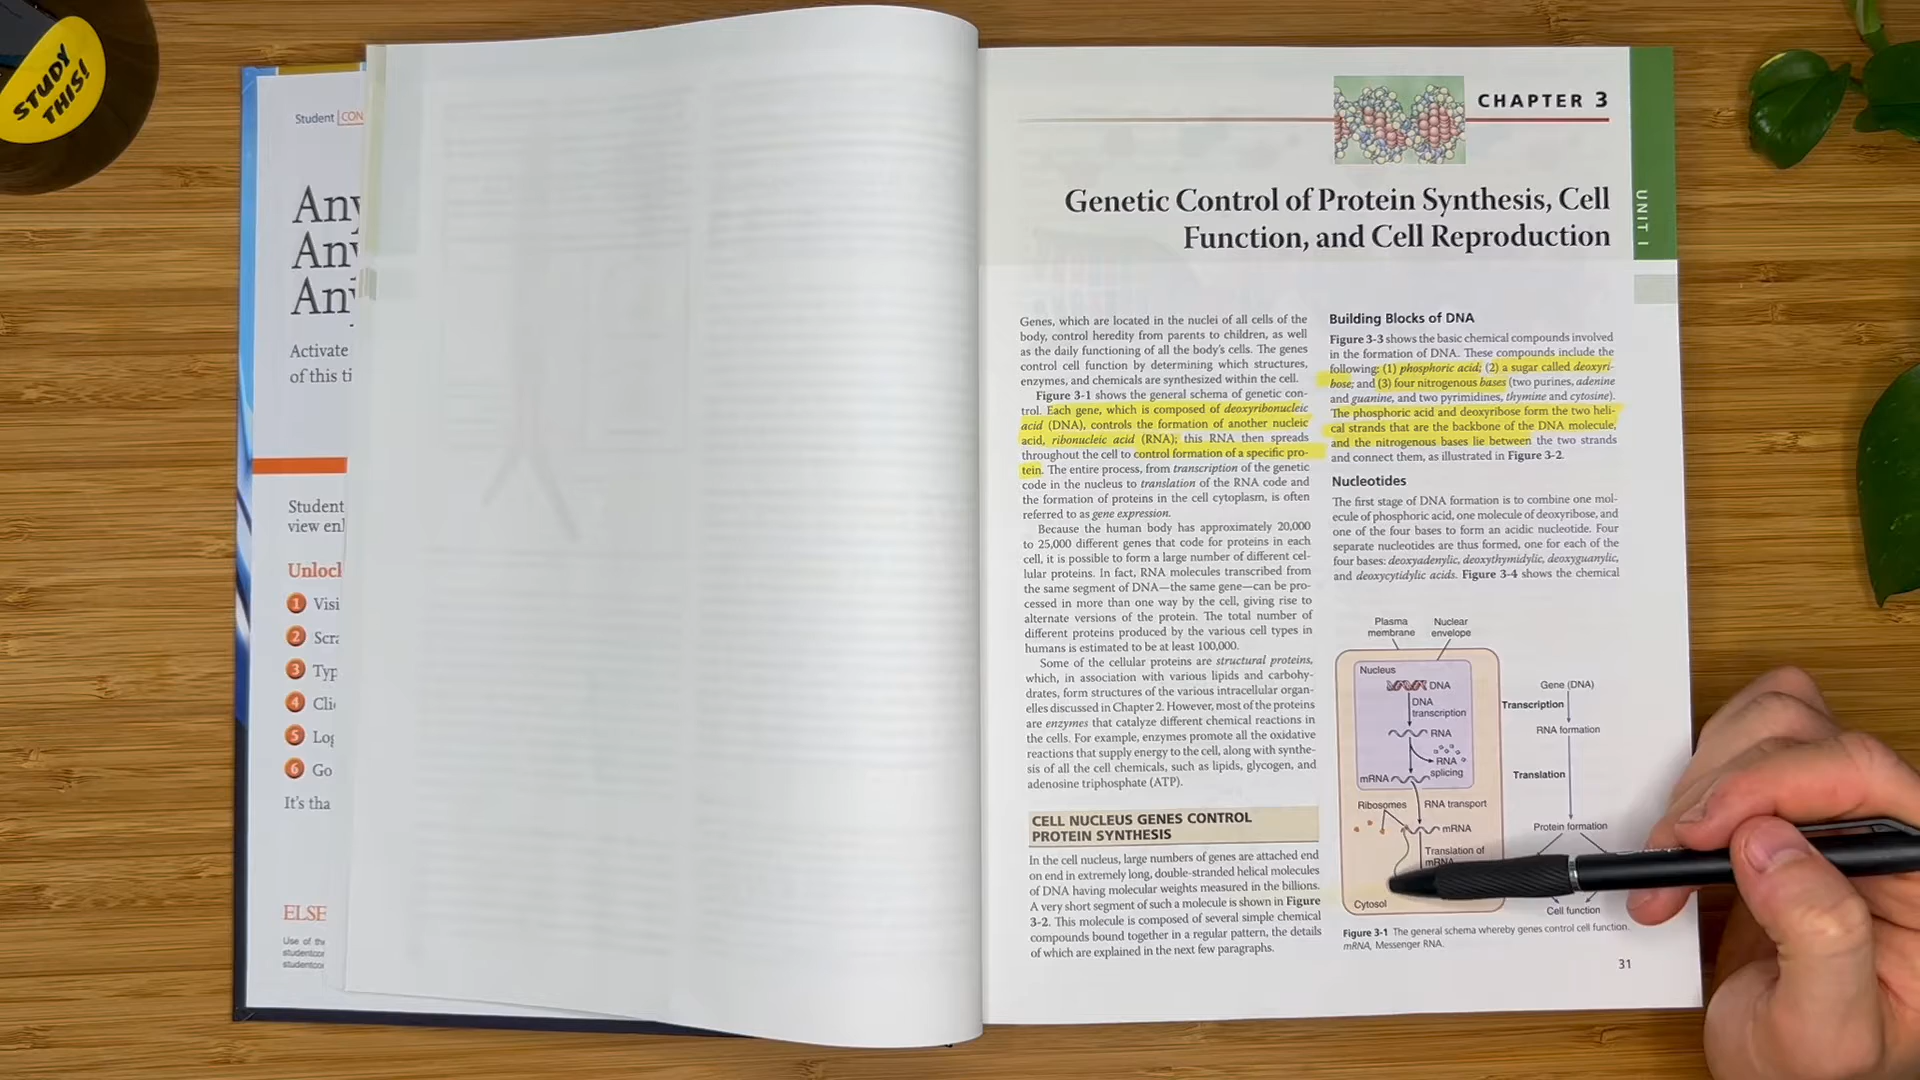 STUDY
THIS!
Student CON
Any
Any
Any
Activate
of this ti
Student
view enl
Unlocl
1 Visi
2 Scra
3 Typ
4 Cli
5 Log
6 Go
It's tha
ELSE
Use of the
studentcon
studentcon
CHAPTER 3
UNIT I
Genetic Control of Protein Synthesis, Cell
Function, and Cell Reproduction
Genes, which are located in the nuclei of all cells of the
body, control heredity from parents to children, as well
as the daily functioning of all the body's cells. The genes
control cell function by determining which structures,
enzymes, and chemicals are synthesized within the cell.
Figure 3-1 shows the general schema of genetic con-
trol. Each gene, which is composed of deoxyribonucleic
acid (DNA), controls the formation of another nucleic
acid, ribonucleic acid (RNA); this RNA then spreads
throughout the cell to control formation of a specific pro-
tein. The entire process, from transcription of the genetic
code in the nucleus to translation of the RNA code and
the formation of proteins in the cell cytoplasm, is often
referred to as gene expression.
Because the human body has approximately 20,000
to 25,000 different genes that code for proteins in each
cell, it is possible to form a large number of different cel-
lular proteins. In fact, RNA molecules transcribed from
the same segment of DNA—the same gene—can be pro-
cessed in more than one way by the cell, giving rise to
alternate versions of the protein. The total number of
different proteins produced by the various cell types in
humans is estimated to be at least 100,000.
Some of the cellular proteins are structural proteins,
which, in association with various lipids and carbohy-
drates, form structures of the various intracellular organ-
elles discussed in Chapter 2. However, most of the proteins
are enzymes that catalyze different chemical reactions in
the cells. For example, enzymes promote all the oxidative
reactions that supply energy to the cell, along with synthe-
sis of all the cell chemicals, such as lipids, glycogen, and
adenosine triphosphate (ATP).
CELL NUCLEUS GENES CONTROL
PROTEIN SYNTHESIS
In the cell nucleus, large numbers of genes are attached end
on end in extremely long, double-stranded helical molecules
of DNA having molecular weights measured in the billions.
A very short segment of such a molecule is shown in Figure
3-2. This molecule is composed of several simple chemical
compounds bound together in a regular pattern, the details
of which are explained in the next few paragraphs.
Building Blocks of DNA
Figure 3-3 shows the basic chemical compounds involved
in the formation of DNA. These compounds include the
following: (1) phosphoric acid; (2) a sugar called deoxyri-
bose; and (3) four nitrogenous bases (two purines, adenine
and guanine, and two pyrimidines, thymine and cytosine).
The phosphoric acid and deoxyribose form the two heli-
cal strands that are the backbone of the DNA molecule,
and the nitrogenous bases lie between the two strands
and connect them, as illustrated in Figure 3-2.
Nucleotides
The first stage of DNA formation is to combine one mol-
ecule of phosphoric acid, one molecule of deoxyribose, and
one of the four bases to form an acidic nucleotide. Four
separate nucleotides are thus formed, one for each of the
four bases: deoxyadenylic, deoxythymidylic, deoxyguanylic,
and deoxycytidylic acids. Figure 3-4 shows the chemical
Plasma
membrane
Nuclear
envelope
Nucleus
DNA
DNA
transcription
RNA
RNA
splicing
mRNA
Ribosomes
RNA transport
mRNA
Translation of
mRNA
Cytosol
Gene (DNA)
Transcription
RNA formation
Translation
Protein formation
Cell function
Figure 3-1 The general schema whereby genes control cell function.
mRNA, Messenger RNA.
31